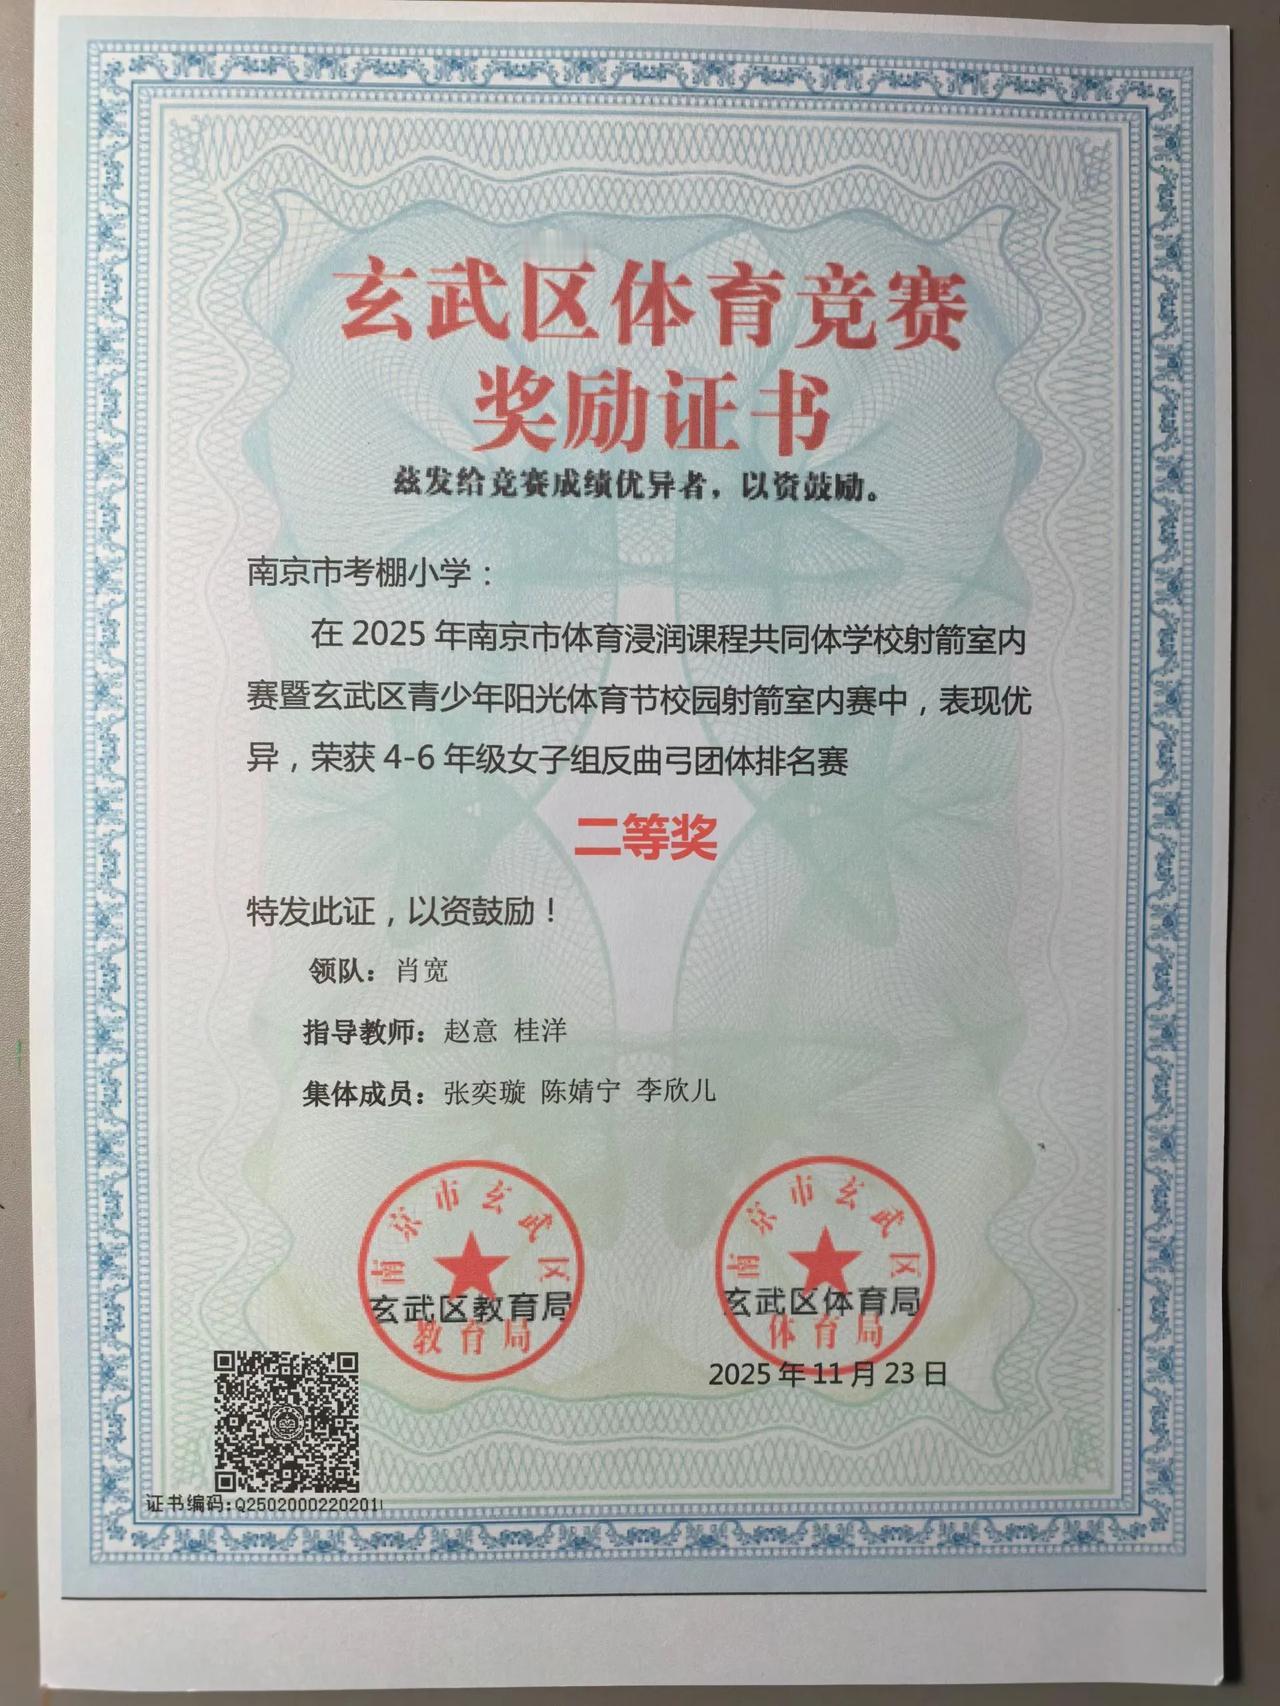 玄武区体育竞赛
奖励证书
兹发给竞赛成绩优异者，以资鼓励。
南京市考棚小学：
在 2025 年南京市体育浸润课程共同体学校射箭室内
赛暨玄武区青少年阳光体育节校园射箭室内赛中，表现优
异，荣获 4-6 年级女子组反曲弓团体排名赛
二等奖
特发此证，以资鼓励！
领队：肖宽
指导教师：赵意 桂洋
集体成员：张奕璇 陈婧宁 李欣儿
南京市玄武区
玄武区教育局
教育局
南京市玄武区
玄武区体育局
体育局
2025 年 11 月 23 日
证书编码:Q2502000220201